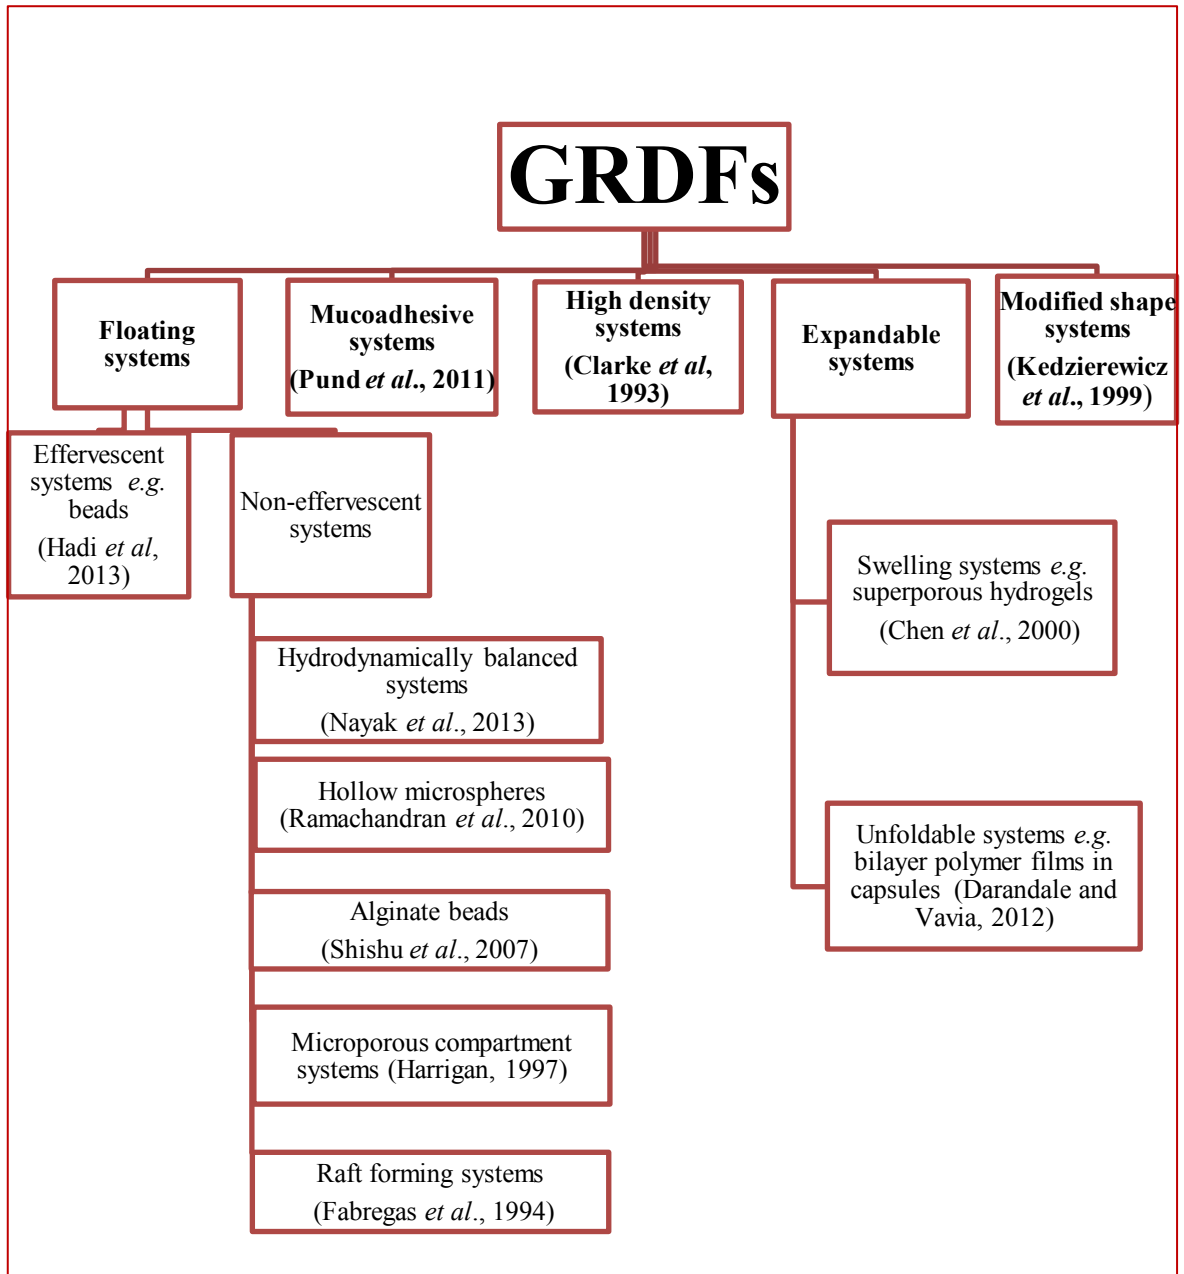 GRDFs
Floating
systems
Mucoadhesive
systems
(Pund et al., 2011)
High density
systems
(Clarke et al,
1993)
Expandable
systems
Modified shape
systems
(Kedzierewicz
et al., 1999)
Effervescent
systems e.g.
beads
(Hadi et al,
2013)
Non-effervescent
systems
Hydrodynamically balanced
systems
(Nayak et al., 2013)
Hollow microspheres
(Ramachandran et al., 2010)
Alginate beads
(Shishu et al., 2007)
Microporous compartment
systems (Harrigan, 1997)
Raft forming systems
(Fabregas et al., 1994)
Swelling systems e.g.
superporous hydrogels
(Chen et al., 2000)
Unfoldable systems e.g.
bilayer polymer films in
capsules (Darandale and
Vavia, 2012)